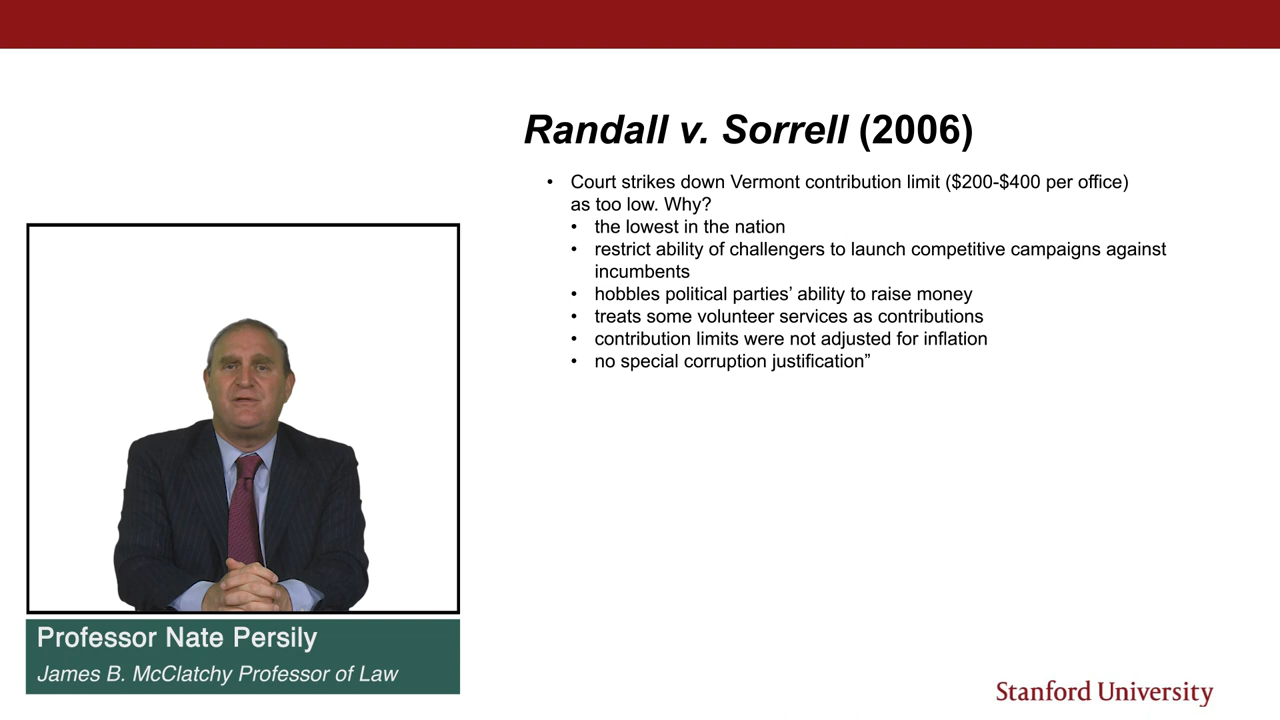 Randall v. Sorrell (2006)
• Court strikes down Vermont contribution limit ($200-$400 per office)
as too low. Why?
• the lowest in the nation
• restrict ability of challengers to launch competitive campaigns against
incumbents
• hobbles political parties’ ability to raise money
• treats some volunteer services as contributions
• contribution limits were not adjusted for inflation
• no special corruption justification”
Professor Nate Persily
James B. McClatchy Professor of Law
Stanford University